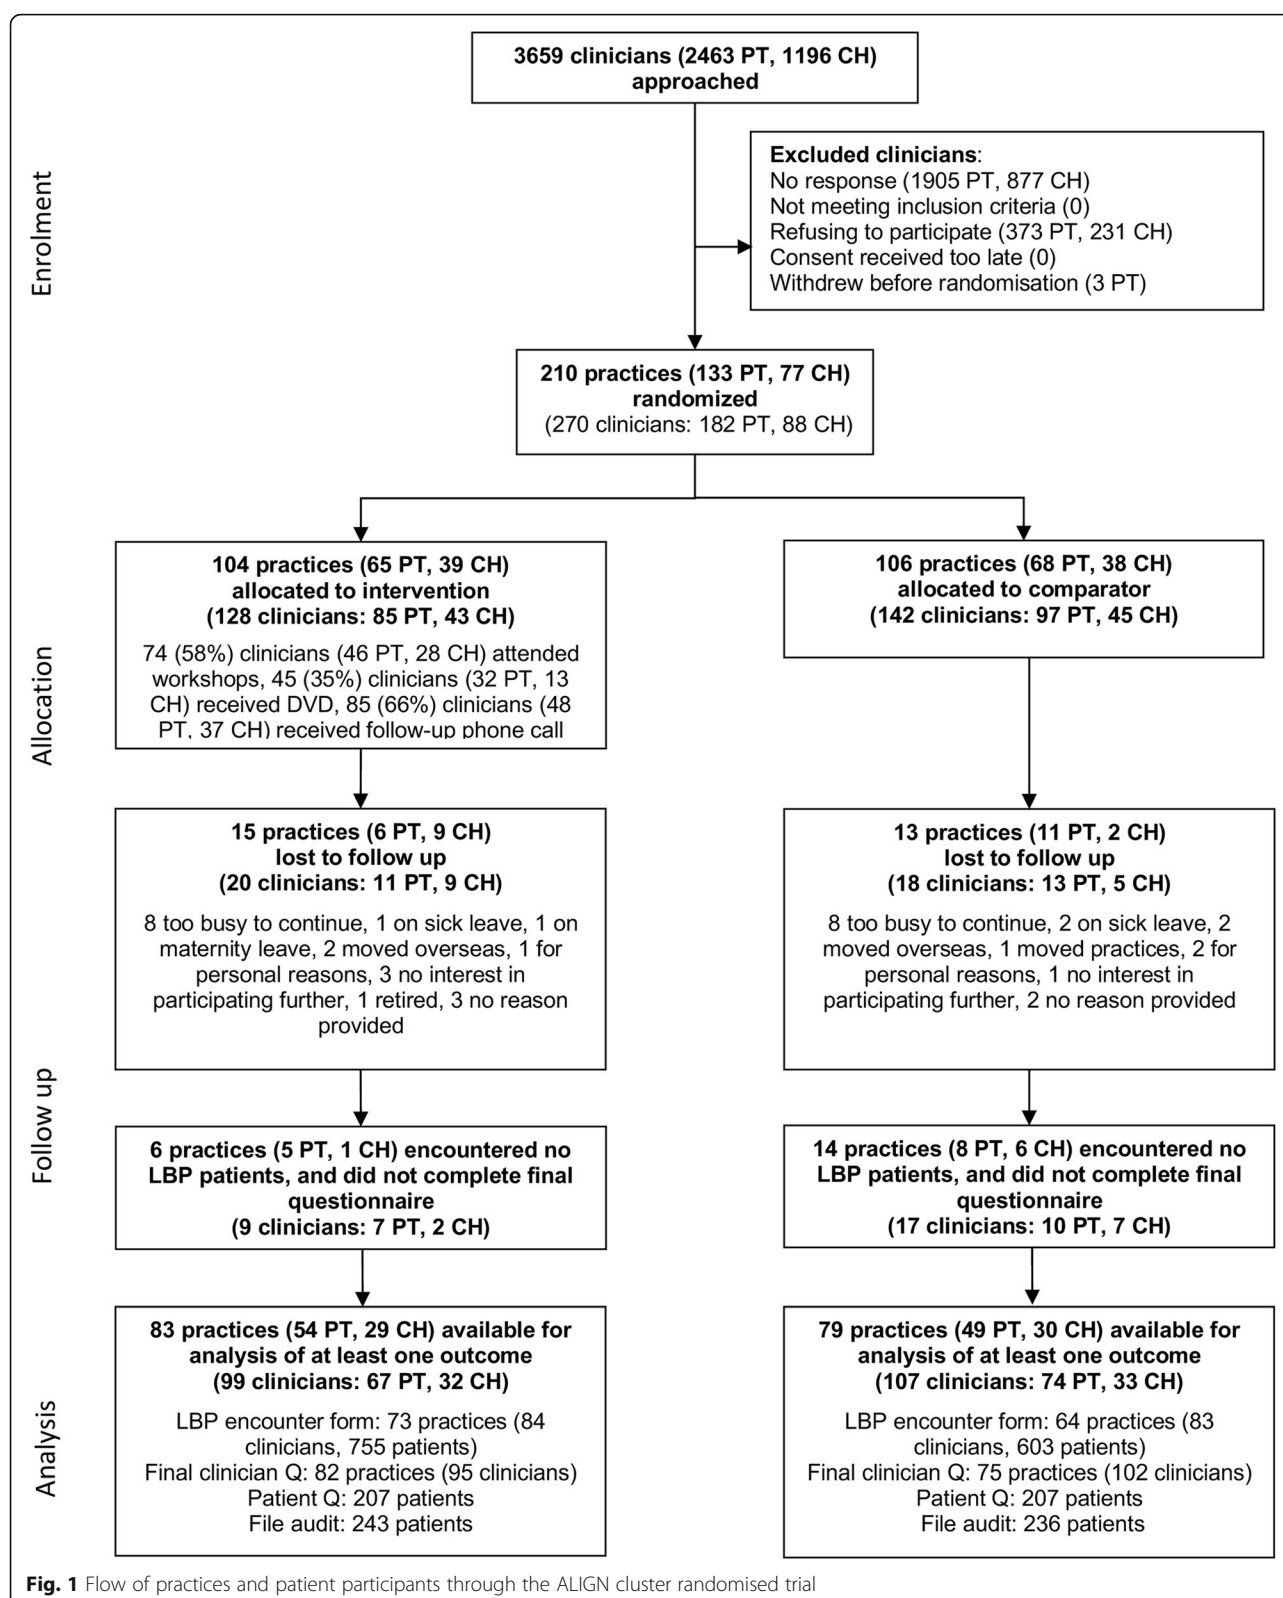 3659 clinicians (2463 PT, 1196 CH)
approached
Enrolment
Excluded clinicians:
No response (1905 PT, 877 CH)
Not meeting inclusion criteria (0)
Refusing to participate (373 PT, 231 CH)
Consent received too late (0)
Withdrew before randomisation (3 PT)
210 practices (133 PT, 77 CH)
randomized
(270 clinicians: 182 PT, 88 CH)
Allocation
104 practices (65 PT, 39 CH)
allocated to intervention
(128 clinicians: 85 PT, 43 CH)
74 (58%) clinicians (46 PT, 28 CH) attended
workshops, 45 (35%) clinicians (32 PT, 13
CH) received DVD, 85 (66%) clinicians (48
PT, 37 CH) received follow-up phone call
106 practices (68 PT, 38 CH)
allocated to comparator
(142 clinicians: 97 PT, 45 CH)
Follow up
15 practices (6 PT, 9 CH)
lost to follow up
(20 clinicians: 11 PT, 9 CH)
8 too busy to continue, 1 on sick leave, 1 on
maternity leave, 2 moved overseas, 1 for
personal reasons, 3 no interest in
participating further, 1 retired, 3 no reason
provided
13 practices (11 PT, 2 CH)
lost to follow up
(18 clinicians: 13 PT, 5 CH)
8 too busy to continue, 2 on sick leave, 2
moved overseas, 1 moved practices, 2 for
personal reasons, 1 no interest in
participating further, 2 no reason provided
6 practices (5 PT, 1 CH) encountered no
LBP patients, and did not complete final
questionnaire
(9 clinicians: 7 PT, 2 CH)
14 practices (8 PT, 6 CH) encountered no
LBP patients, and did not complete final
questionnaire
(17 clinicians: 10 PT, 7 CH)
Analysis
83 practices (54 PT, 29 CH) available for
analysis of at least one outcome
(99 clinicians: 67 PT, 32 CH)
LBP encounter form: 73 practices (84
clinicians, 755 patients)
Final clinician Q: 82 practices (95 clinicians)
Patient Q: 207 patients
File audit: 243 patients
79 practices (49 PT, 30 CH) available for
analysis of at least one outcome
(107 clinicians: 74 PT, 33 CH)
LBP encounter form: 64 practices (83
clinicians, 603 patients)
Final clinician Q: 75 practices (102 clinicians)
Patient Q: 207 patients
File audit: 236 patients
Fig. 1 Flow of practices and patient participants through the ALIGN cluster randomised trial